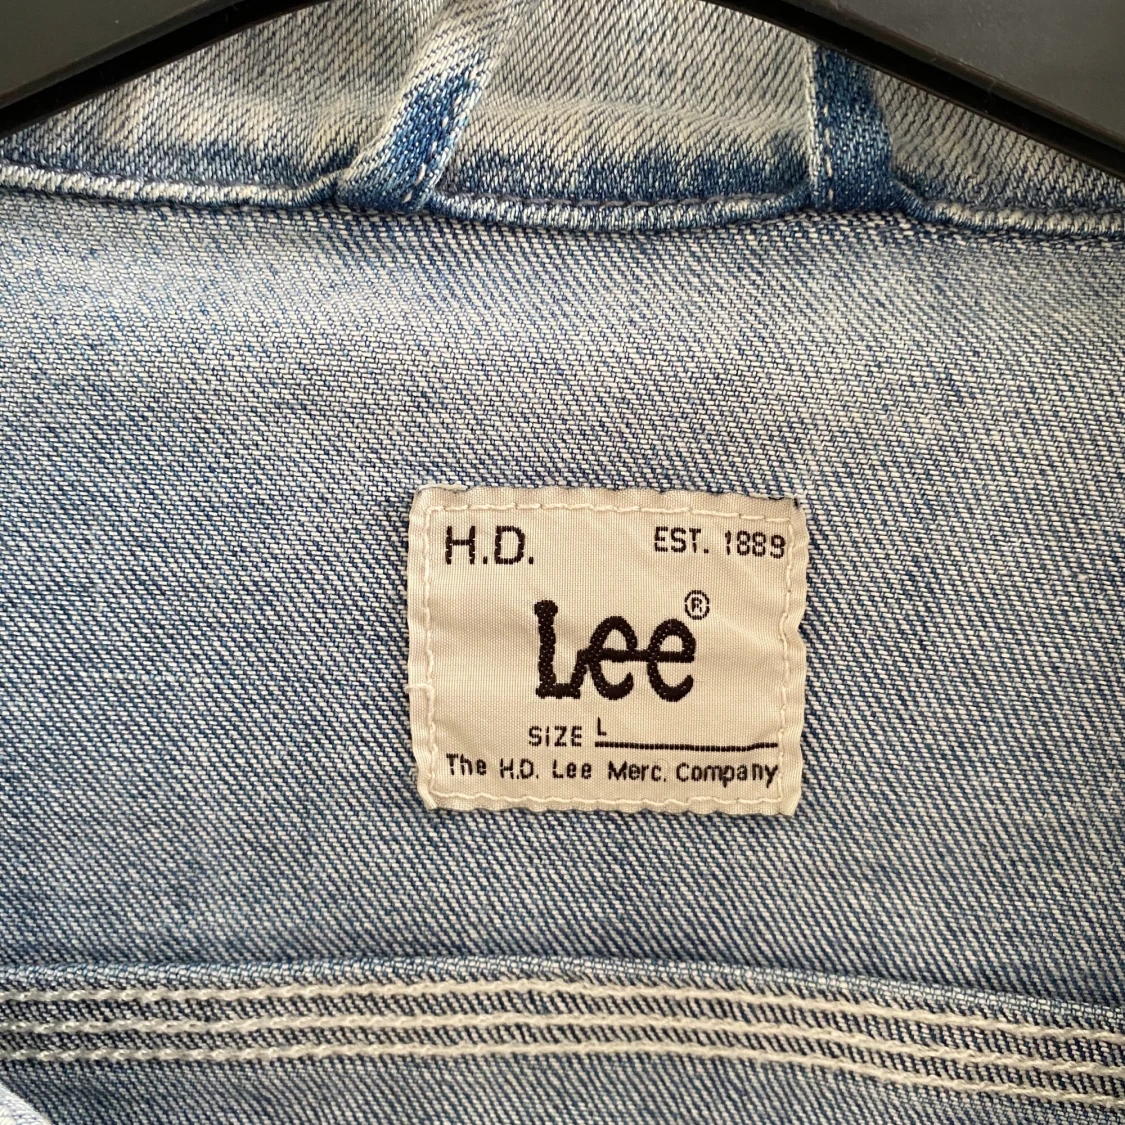 H.D. EST. 1889
Lee®
SIZE L
The H.D. Lee Merc. Company